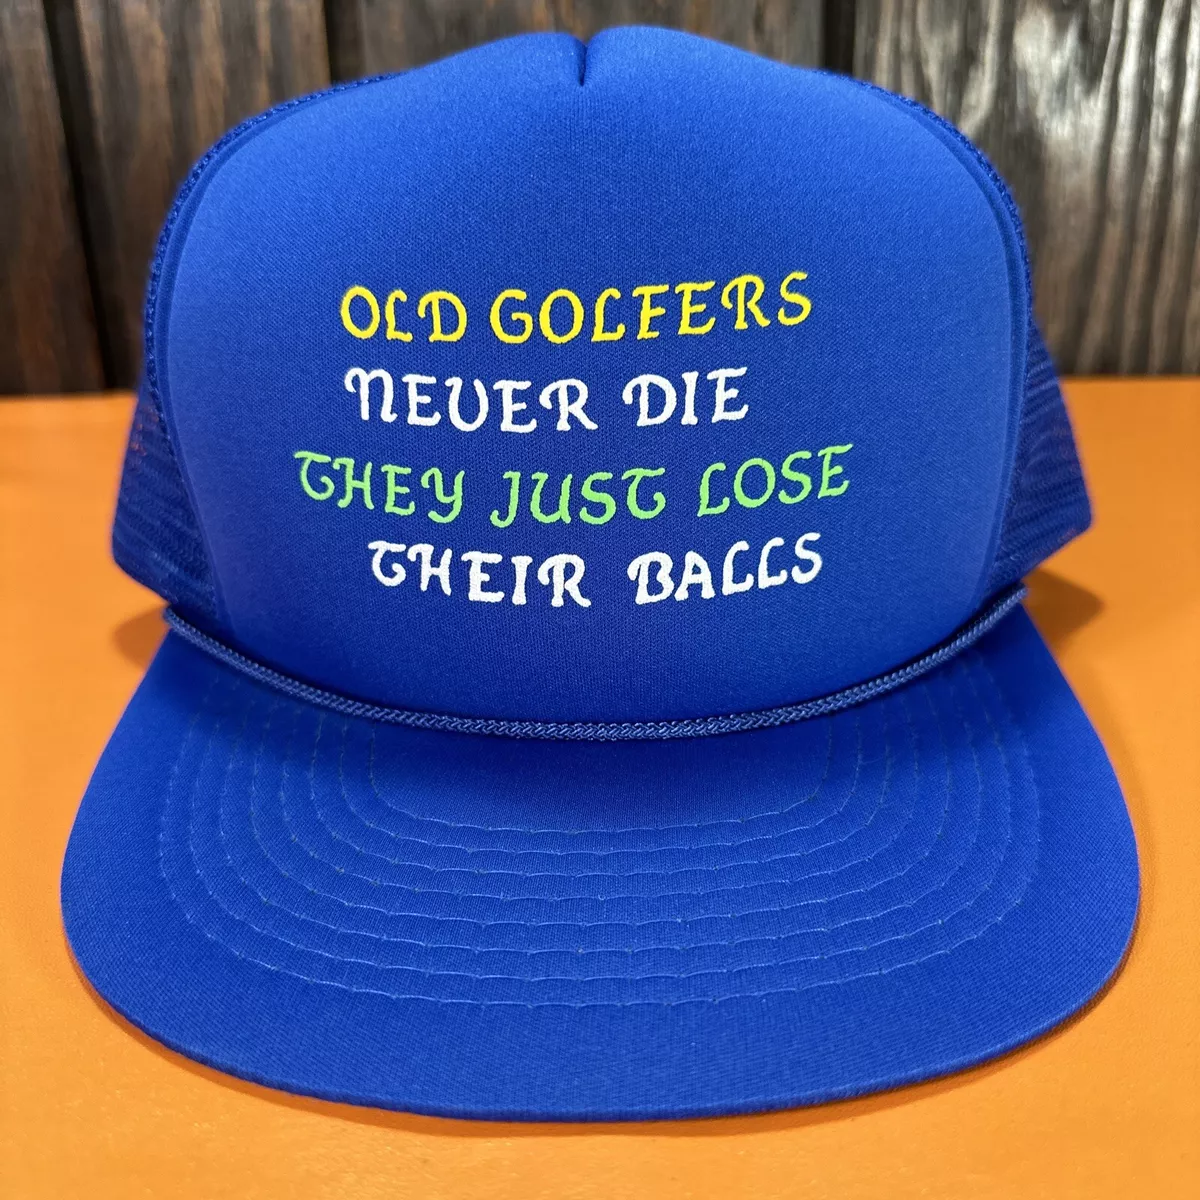 OLD GOLFERS
NEVER DIE
THEY JUST LOSE
THEIR BALLS